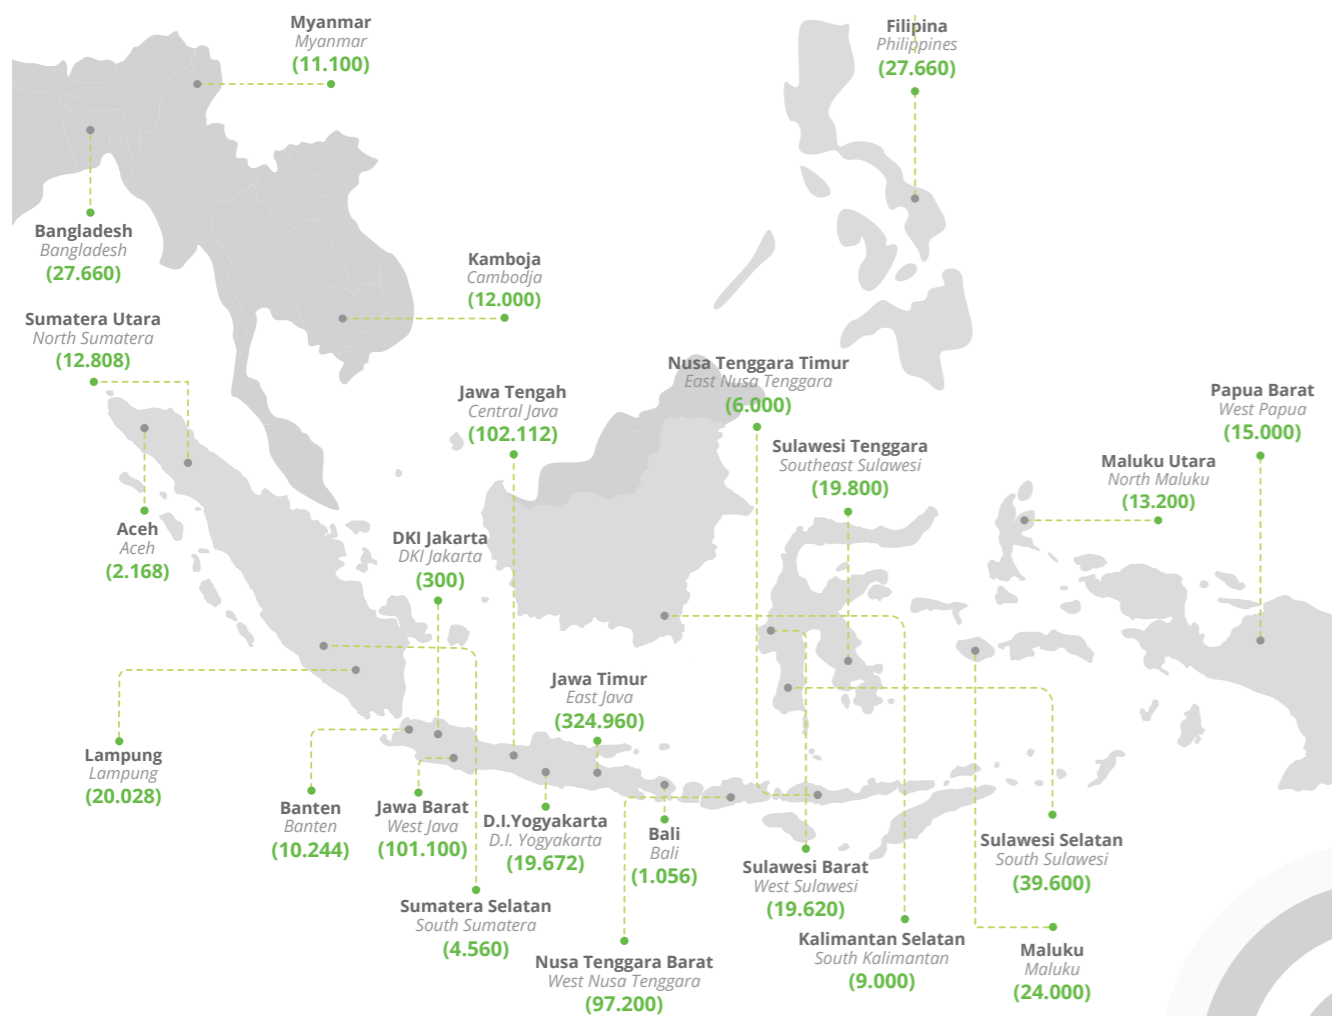 Myanmar
Myanmar
(11.100)
Filipina
Philippines
(27.660)
Bangladesh
Bangladesh
(27.660)
Kamboja
Cambodja
(12.000)
Sumatera Utara
North Sumatera
(12.808)
Nusa Tenggara Timur
East Nusa Tenggara
(6.000)
Jawa Tengah
Central Java
(102.112)
Papua Barat
West Papua
(15.000)
Sulawesi Tenggara
Southeast Sulawesi
(19.800)
Maluku Utara
North Maluku
(13.200)
Aceh
Aceh
(2.168)
DKI Jakarta
DKI Jakarta
(300)
Jawa Timur
East Java
(324.960)
Lampung
Lampung
(20.028)
Banten
Banten
(10.244)
Jawa Barat
West Java
(101.100)
D.I.Yogyakarta
D.I. Yogyakarta
(19.672)
Bali
Bali
(1.056)
Sulawesi Barat
West Sulawesi
(19.620)
Sulawesi Selatan
South Sulawesi
(39.600)
Sumatera Selatan
South Sumatera
(4.560)
Nusa Tenggara Barat
West Nusa Tenggara
(97.200)
Kalimantan Selatan
South Kalimantan
(9.000)
Maluku
Maluku
(24.000)